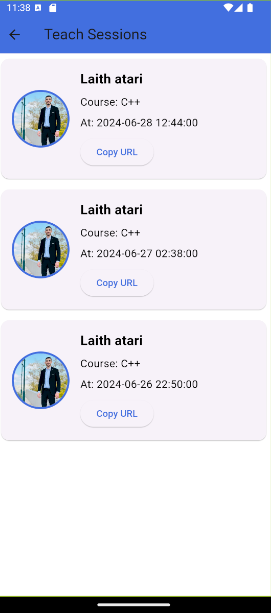 11:38
Teach Sessions
Laith atari
Course: C++
At: 2024-06-28 12:44:00
Copy URL
Laith atari
Course: C++
At: 2024-06-27 02:38:00
Copy URL
Laith atari
Course: C++
At: 2024-06-26 22:50:00
Copy URL